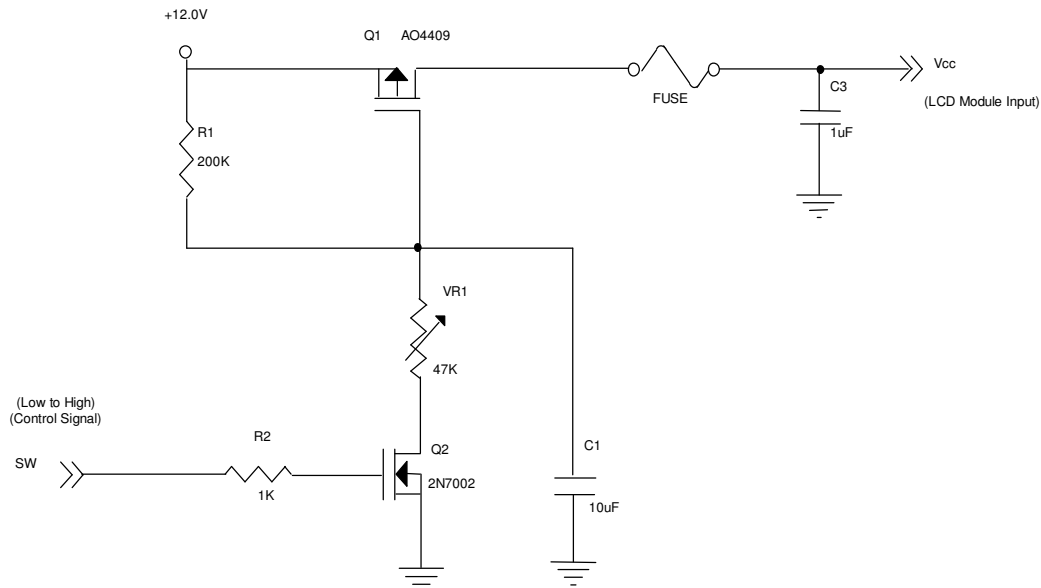 +12.0V
Q1 AO4409
Vcc
FUSE
C3
(LCD Module Input)
R1
1uF
200K
VR1
47K
(Low to High)
(Control Signal)
R2
Q2
C1
SW
2N7002
1K
10uF